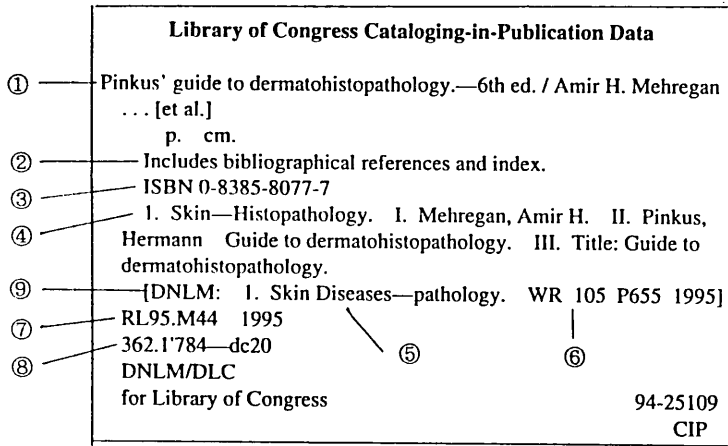 Library of Congress Cataloging-in-Publication Data
① Pinkus' guide to dermatohistopathology.—6th ed. / Amir H. Mehregan
. . . [et al.]
p. cm.
② Includes bibliographical references and index.
③ ISBN 0-8385-8077-7
④ 1. Skin—Histopathology. I. Mehregan, Amir H. II. Pinkus,
Hermann Guide to dermatohistopathology. III. Title: Guide to
dermatohistopathology.
⑨ [DNLM: 1. Skin Diseases—pathology. WR 105 P655 1995]
⑦ RL95.M44 1995
⑤ ⑥
⑧ 362.1'784—dc20
DNLM/DLC
for Library of Congress 94-25109
CIP